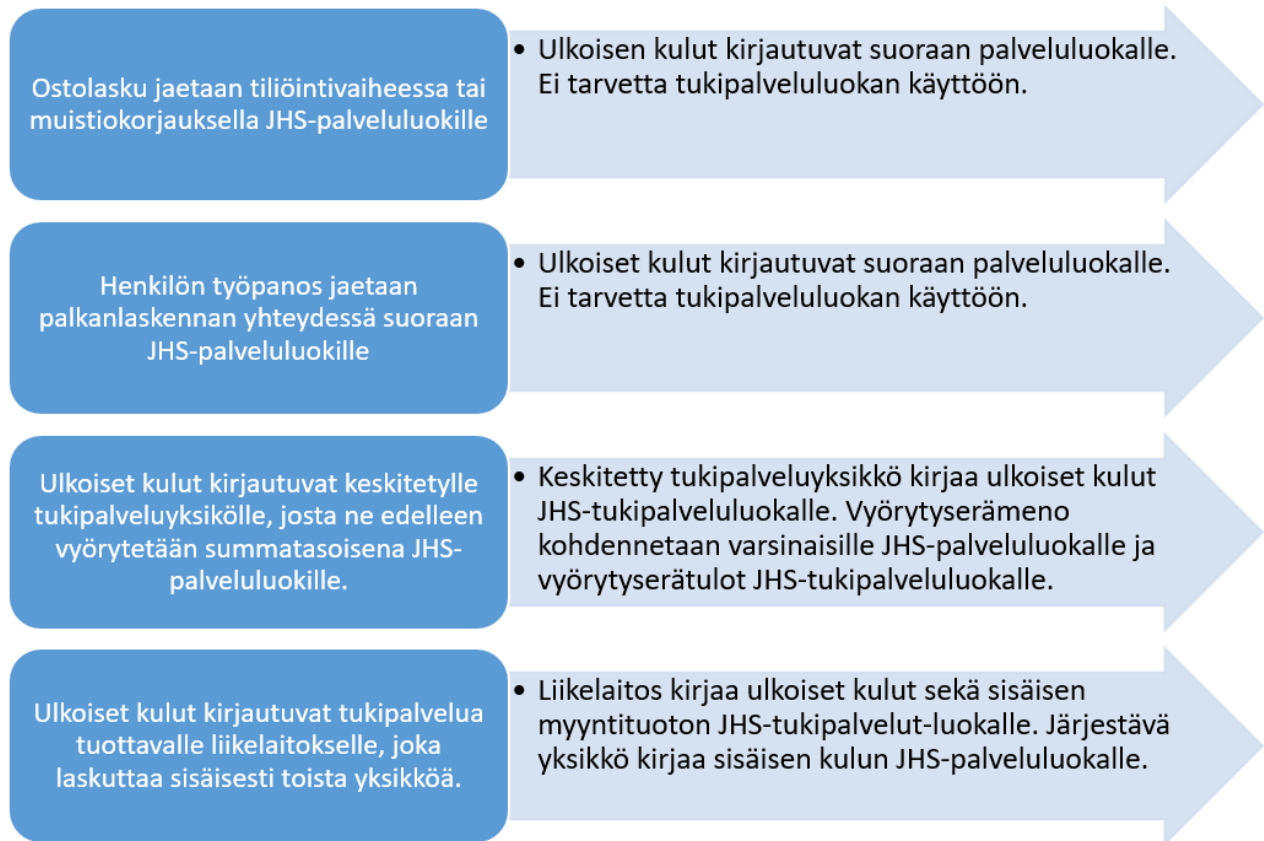 Ostolasku jaetaan tiliöintivaiheessa tai
muistiokorjauksella JHS-palveluluokille
• Ulkoisen kulut kirjautuvat suoraan palveluluokalle.
Ei tarvetta tukipalveluluokan käyttöön.
Henkilön työpanos jaetaan
palkanlaskennan yhteydessä suoraan
JHS-palveluluokille
• Ulkoiset kulut kirjautuvat suoraan palveluluokalle.
Ei tarvetta tukipalveluluokan käyttöön.
Ulkoiset kulut kirjautuvat keskitetylle
tukipalveluyksikölle, josta ne edelleen
vyörytetään summatasoisena JHS-
palveluluokille.
• Keskitetty tukipalveluyksikkö kirjaa ulkoiset kulut
JHS-tukipalveluluokalle. Vyörytyserämeno
kohdennetaan varsinaisille JHS-palveluluokalle ja
vyörytyserätulot JHS-tukipalveluluokalle.
Ulkoiset kulut kirjautuvat tukipalvelua
tuottavalle liikelaitokselle, joka
laskuttaa sisäisesti toista yksikköä.
• Liikelaitos kirjaa ulkoiset kulut sekä sisäisen
myyntituoton JHS-tukipalvelut-luokalle. Järjestävä
yksikkö kirjaa sisäisen kulun JHS-palveluluokalle.